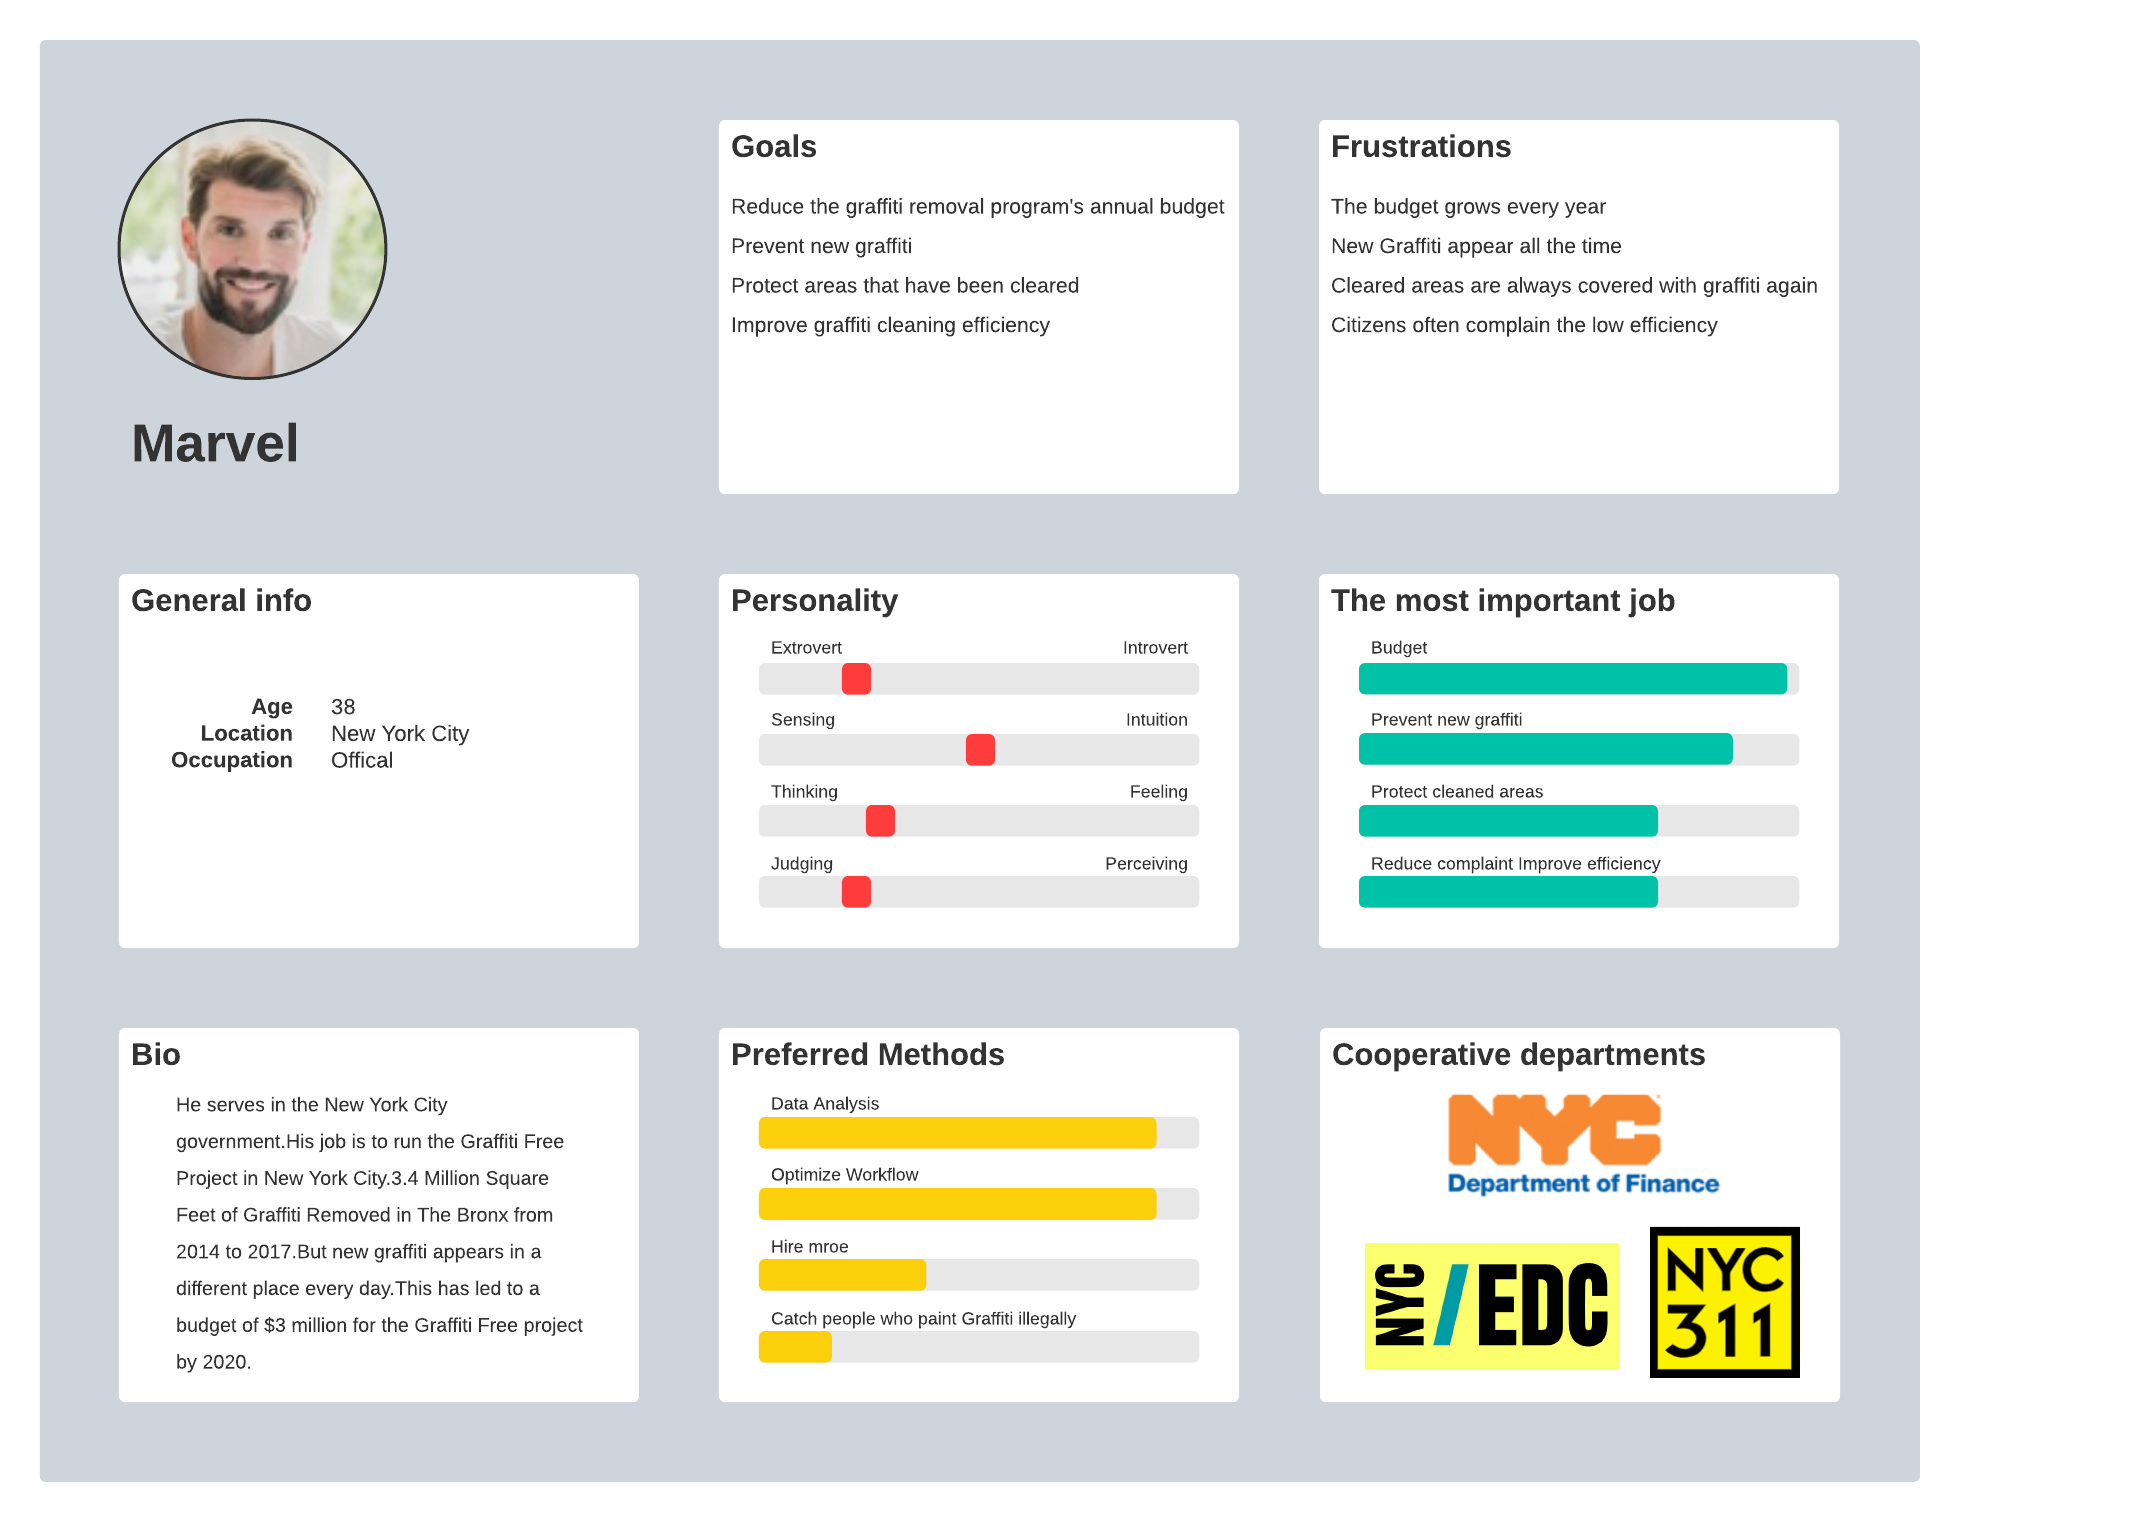 Marvel
Goals
Reduce the graffiti removal program's annual budget
Prevent new graffiti
Protect areas that have been cleared
Improve graffiti cleaning efficiency
Frustrations
The budget grows every year
New Graffiti appear all the time
Cleared areas are always covered with graffiti again
Citizens often complain the low efficiency
General info
Age 38
Location New York City
Occupation Offical
Personality
Extrovert Introvert
Sensing Intuition
Thinking Feeling
Judging Perceiving
The most important job
Budget
Prevent new graffiti
Protect cleaned areas
Reduce complaint Improve efficiency
Bio
He serves in the New York City
government.His job is to run the Graffiti Free
Project in New York City.3.4 Million Square
Feet of Graffiti Removed in The Bronx from
2014 to 2017.But new graffiti appears in a
different place every day.This has led to a
budget of $3 million for the Graffiti Free project
by 2020.
Preferred Methods
Data Analysis
Optimize Workflow
Hire mroe
Catch people who paint Graffiti illegally
Cooperative departments
NYC
Department of Finance
NYC/EDC
NYC
311